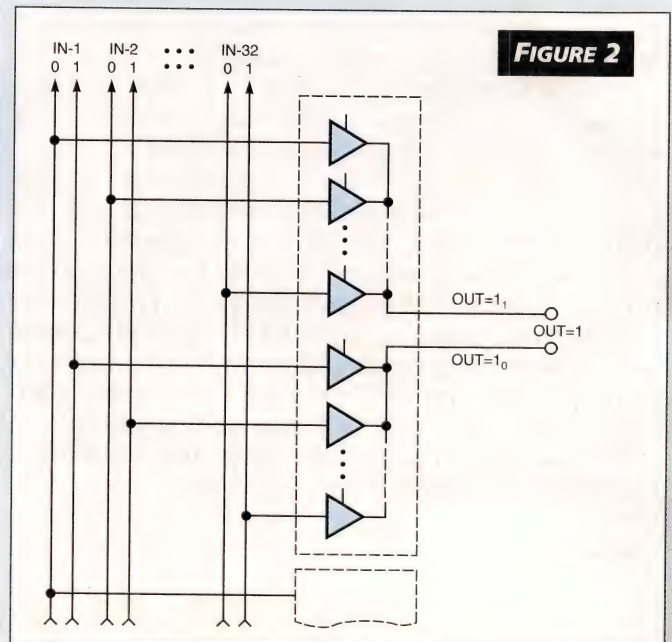 FIGURE 2
IN-1 IN-2 ••• IN-32
0 1 0 1 ••• 0 1
OUT=1₁
OUT=1
OUT=1₀